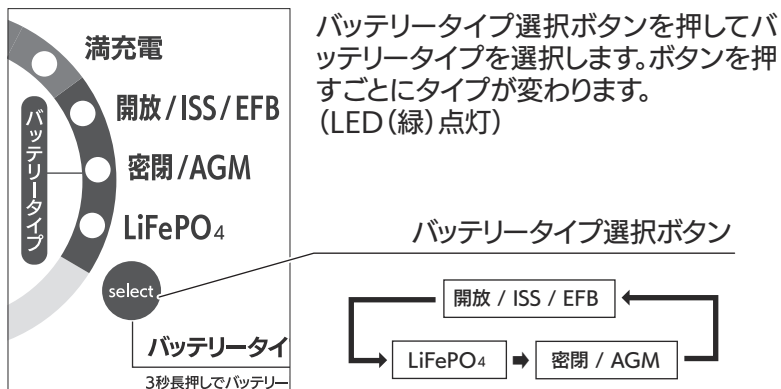 満充電
開放/ISS/EFB
密閉/AGM
LiFePO4
バッテリータイプ
select
バッテリータイ
3秒長押しでバッテリー
バッテリータイプ選択ボタンを押してバ
ッテリータイプを選択します。ボタンを押
すごとにタイプが変わります。
(LED(緑)点灯)
バッテリータイプ選択ボタン
開放 / ISS / EFB
LiFePO4
密閉 / AGM